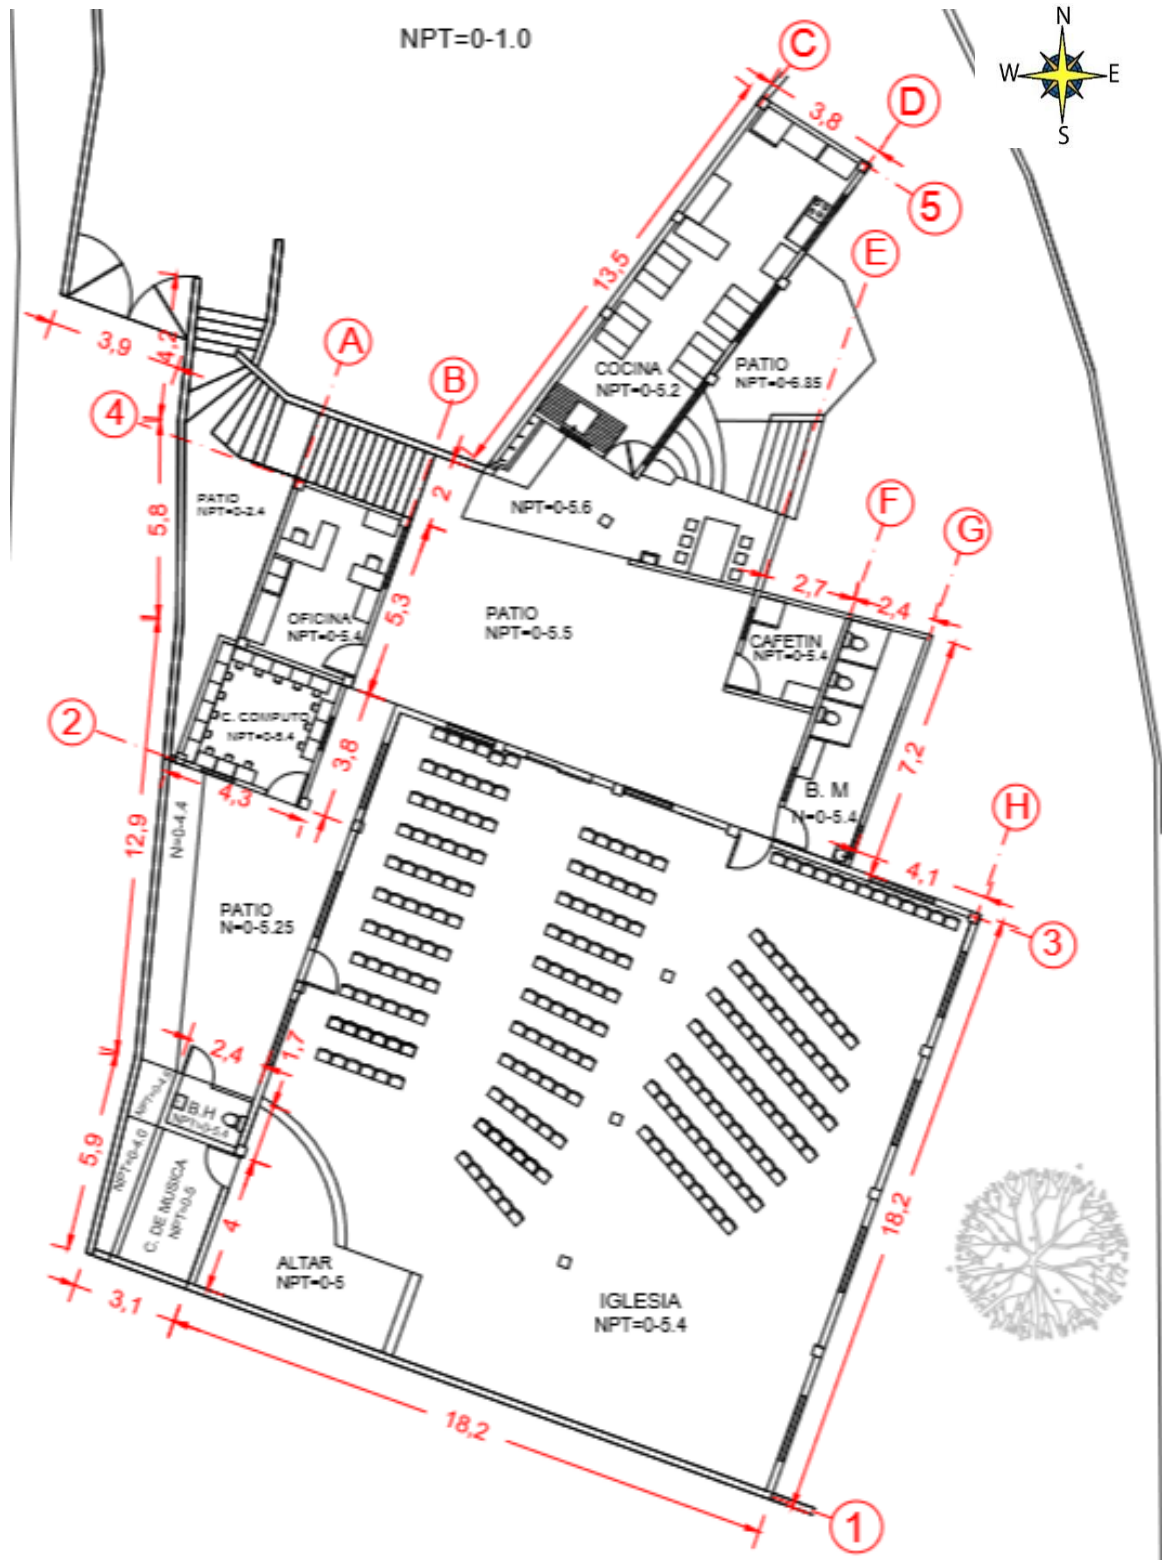 N
NPT=0-1.0
W
E
S
C
D
3,8
5
E
13,5
3,9
4,2
A
B
4
COCINA
NPT=0-5.2
PATIO
NPT=0-6.85
PATIO
NPT=0-2.4
2
NPT=0-5.6
F
G
5,8
5,3
2,7
2,4
OFICINA
NPT=0-5.4
PATIO
NPT=0-5.5
CAFETIN
NPT=0-5.4
2
C. COMPUTO
NPT=0-5.4
3,8
7,2
4,3
B. M
N=0-5.4
H
12,9
N=0-4.4
4,1
PATIO
N=0-5.25
3
2,4
1,7
B.H
NPT=0-4.0
5,9
C. DE MUSICA
NPT=0-5
4
18,2
ALTAR
NPT=0-5
IGLESIA
NPT=0-5.4
3,1
18,2
1